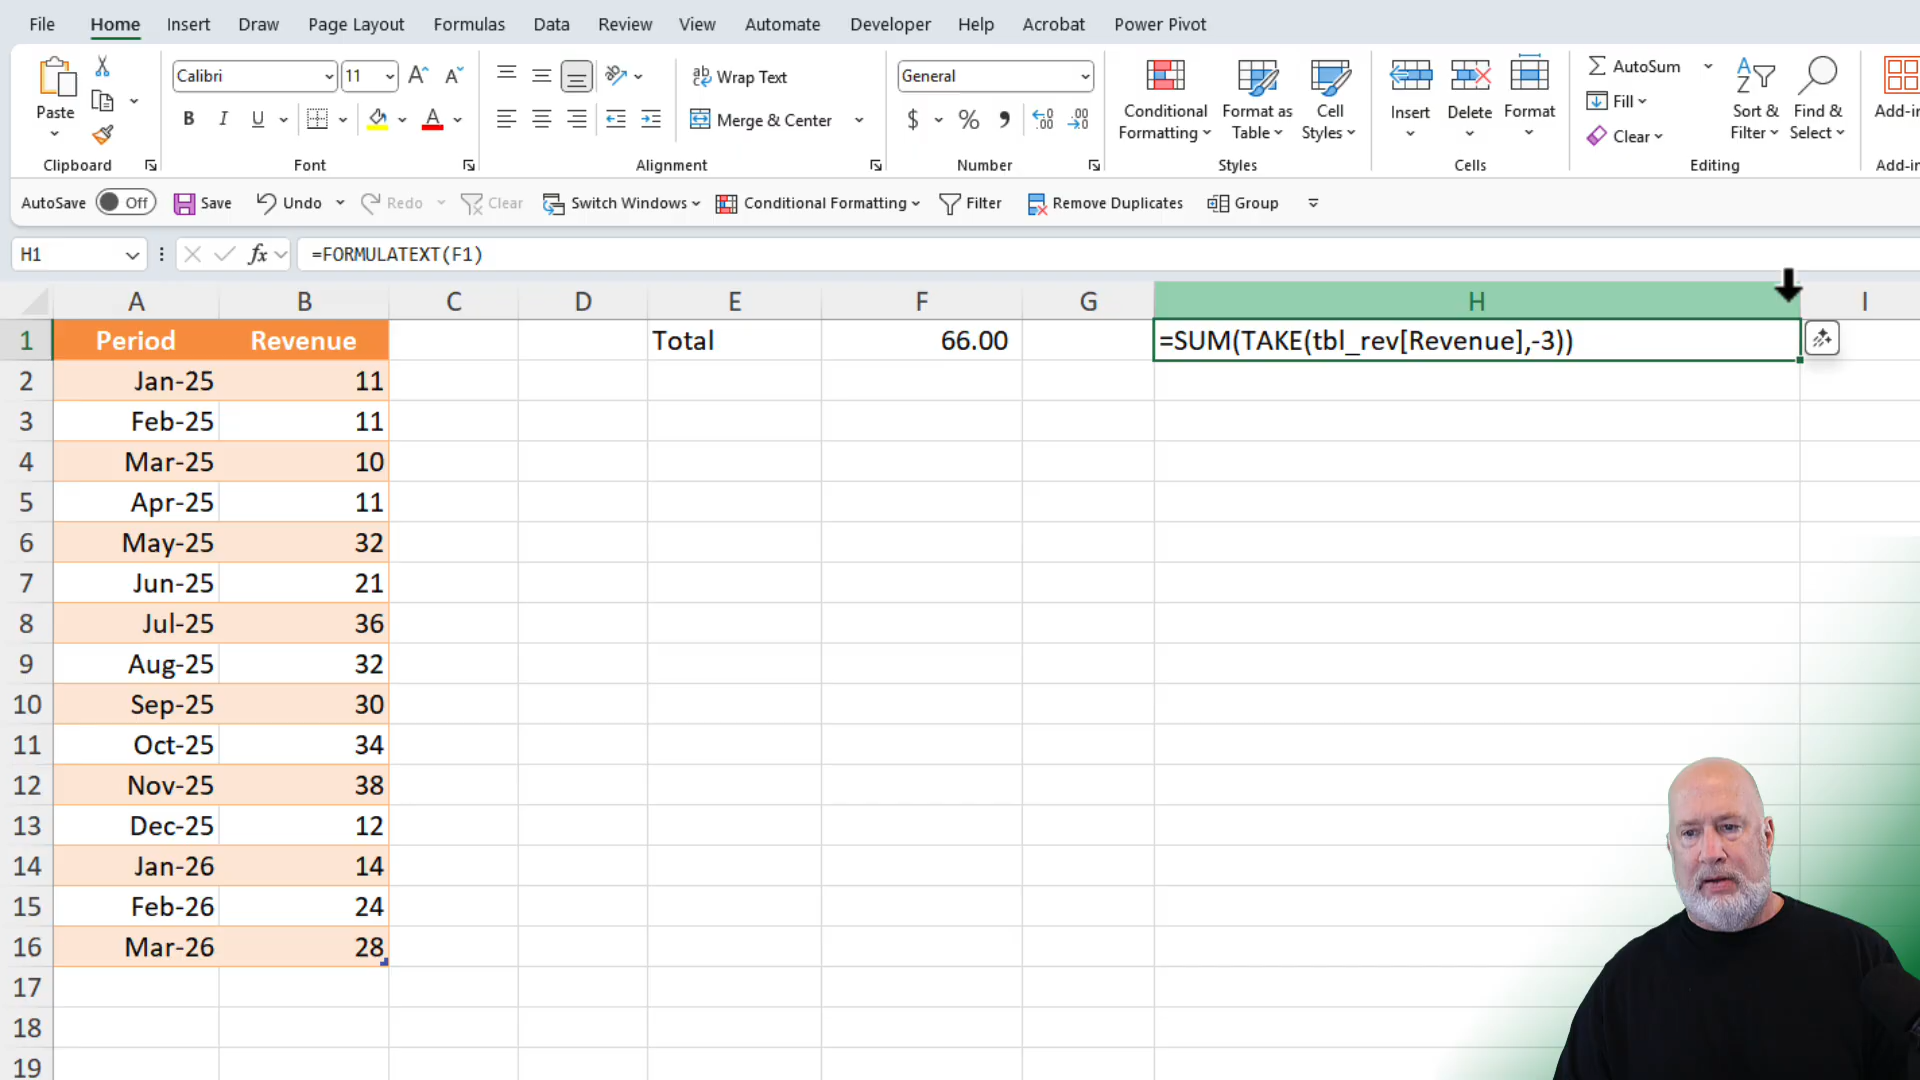 File Home Insert Draw Page Layout Formulas Data Review View Automate Developer Help Acrobat Power Pivot
Paste
Clipboard
Calibri 11
B I U
Font
ab Wrap Text
Merge & Center
Alignment
General
$ % 9
Number
Conditional Formatting
Format as Table
Cell Styles
Styles
Insert Delete Format
Cells
AutoSum
Fill
Clear
Sort & Filter
Find & Select
Editing
Add-in
Add-in
AutoSave Off Save Undo Redo Clear Switch Windows Conditional Formatting Filter Remove Duplicates Group
H1 fx =FORMULATEXT(F1)
A B C D E F G H I
1 Period Revenue Total 66.00 =SUM(TAKE(tbl_rev[Revenue],-3))
2 Jan-25 11
3 Feb-25 11
4 Mar-25 10
5 Apr-25 11
6 May-25 32
7 Jun-25 21
8 Jul-25 36
9 Aug-25 32
10 Sep-25 30
11 Oct-25 34
12 Nov-25 38
13 Dec-25 12
14 Jan-26 14
15 Feb-26 24
16 Mar-26 28
17
18
19